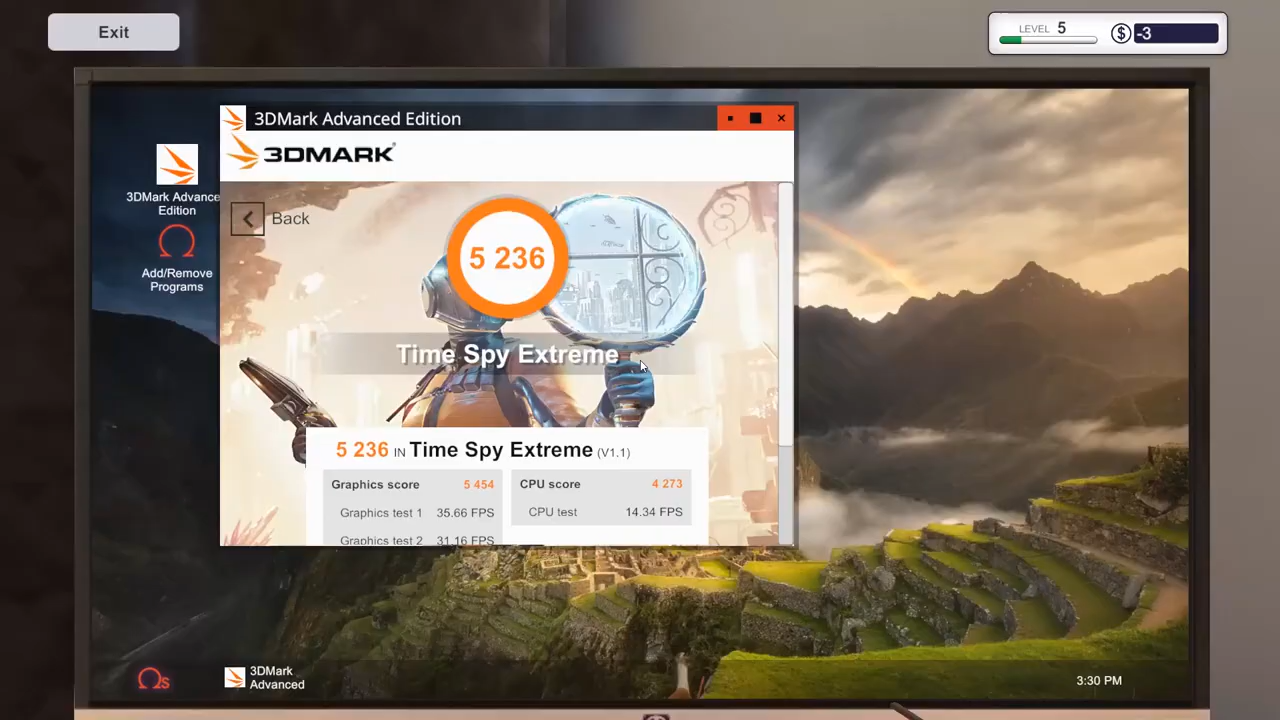 Exit
LEVEL 5
$ -3
3DMark Advanced Edition
3DMARK
3DMark Advance
Edition
Back
5 236
Add/Remove
Programs
Time Spy Extreme
5 236 IN Time Spy Extreme (V1.1)
Graphics score 5 454
CPU score 4 273
Graphics test 1 35.66 FPS
CPU test 14.34 FPS
Graphics test 2 31.16 FPS
Ωs
3DMark
Advanced
3:30 PM